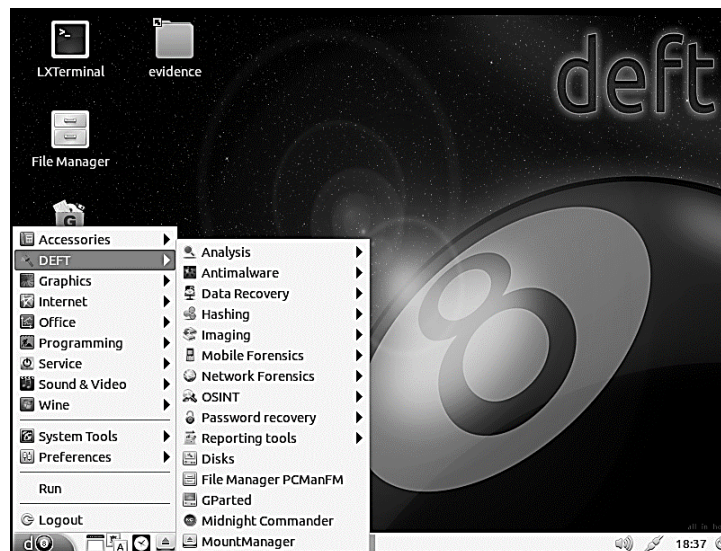 LXTerminal
evidence
deft
File Manager
Accessories
DEFT
Graphics
Internet
Office
Programming
Service
Sound & Video
Wine
System Tools
Preferences
Run
Logout
Analysis
Antimalware
Data Recovery
Hashing
Imaging
Mobile Forensics
Network Forensics
OSINT
Password recovery
Reporting tools
Disks
File Manager PCManFM
GParted
Midnight Commander
MountManager
8
18:37